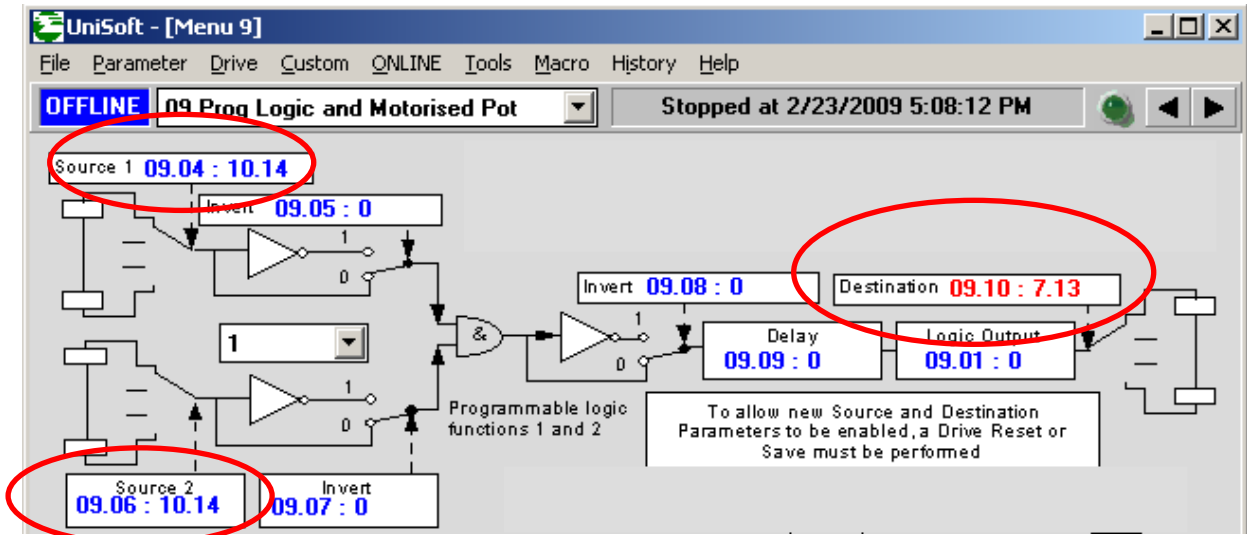 UniSoft - [Menu 9]
File Parameter Drive Custom ONLINE Tools Macro History Help
OFFLINE 09 Prog Logic and Motorised Pot Stopped at 2/23/2009 5:08:12 PM
Source 1 09.04 : 10.14
Invert 09.05 : 0
1
0
Invert 09.08 : 0
Destination 09.10 : 7.13
1
&
1
0
Delay
09.09 : 0
Logic Output
09.01 : 0
1
0
Programmable logic
functions 1 and 2
To allow new Source and Destination
Parameters to be enabled, a Drive Reset or
Save must be performed
Source 2
09.06 : 10.14
Invert
09.07 : 0